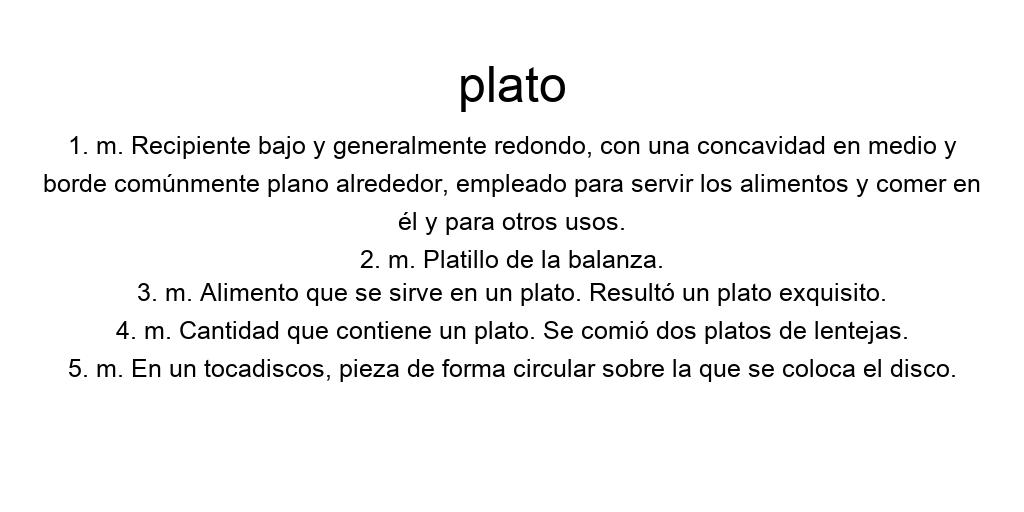 plato
1. m. Recipiente bajo y generalmente redondo, con una concavidad en medio y
borde comúnmente plano alrededor, empleado para servir los alimentos y comer en
él y para otros usos.
2. m. Platillo de la balanza.
3. m. Alimento que se sirve en un plato. Resultó un plato exquisito.
4. m. Cantidad que contiene un plato. Se comió dos platos de lentejas.
5. m. En un tocadiscos, pieza de forma circular sobre la que se coloca el disco.